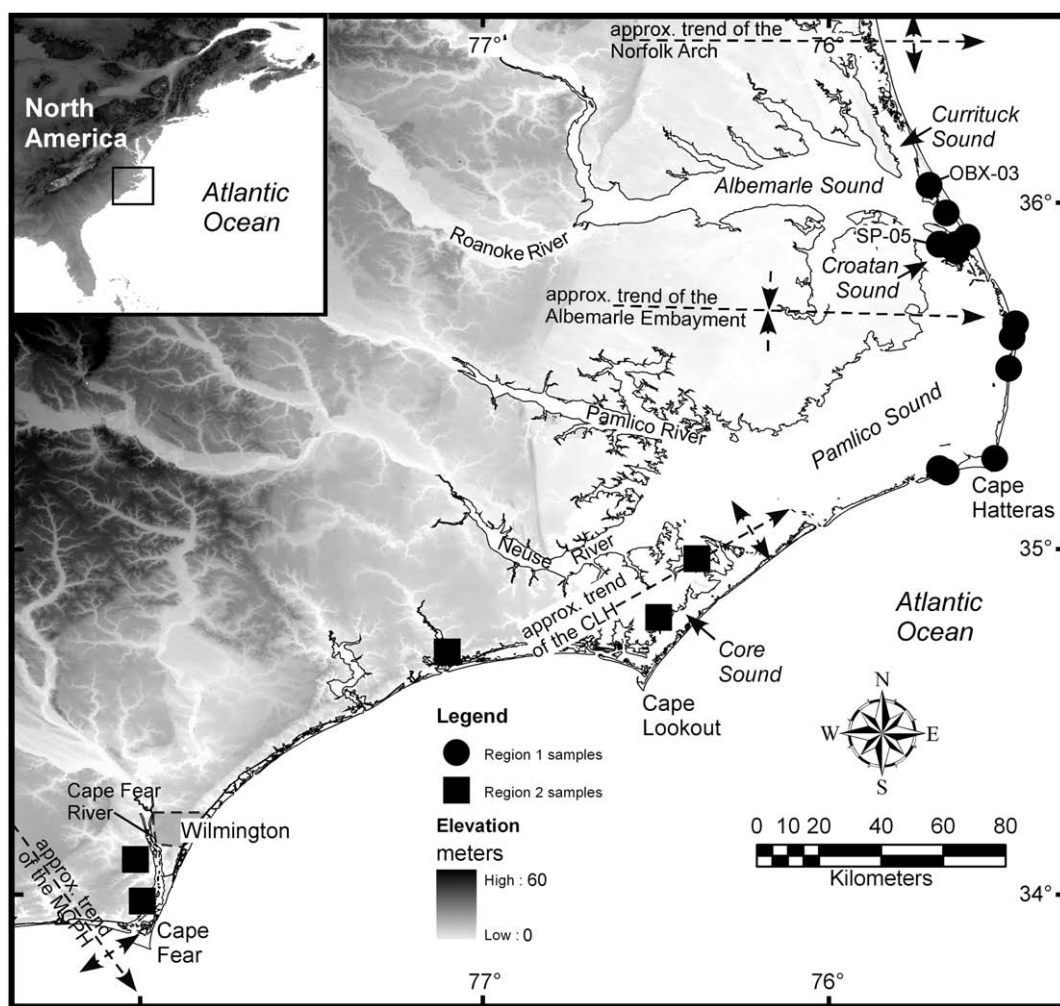 North
America
Atlantic
Ocean
77°
76°
approx. trend of the
Norfolk Arch
Currituck
Sound
OBX-03
Albemarle Sound
36°
Roanoke River
SP-05
Croatan
Sound
approx. trend of the
Albemarle Embayment
Pamlico River
Pamlico Sound
Cape
Hatteras
Neuse River
35°
approx. trend
of the CLH
Atlantic
Ocean
Core
Sound
Cape
Lookout
Legend
Region 1 samples
Region 2 samples
N
W
E
S
Cape Fear
River
Wilmington
Elevation
meters
High : 60
Low : 0
0 10 20 40 60 80
Kilometers
34°
approx. trend
of the MCPH
Cape
Fear
77°
76°